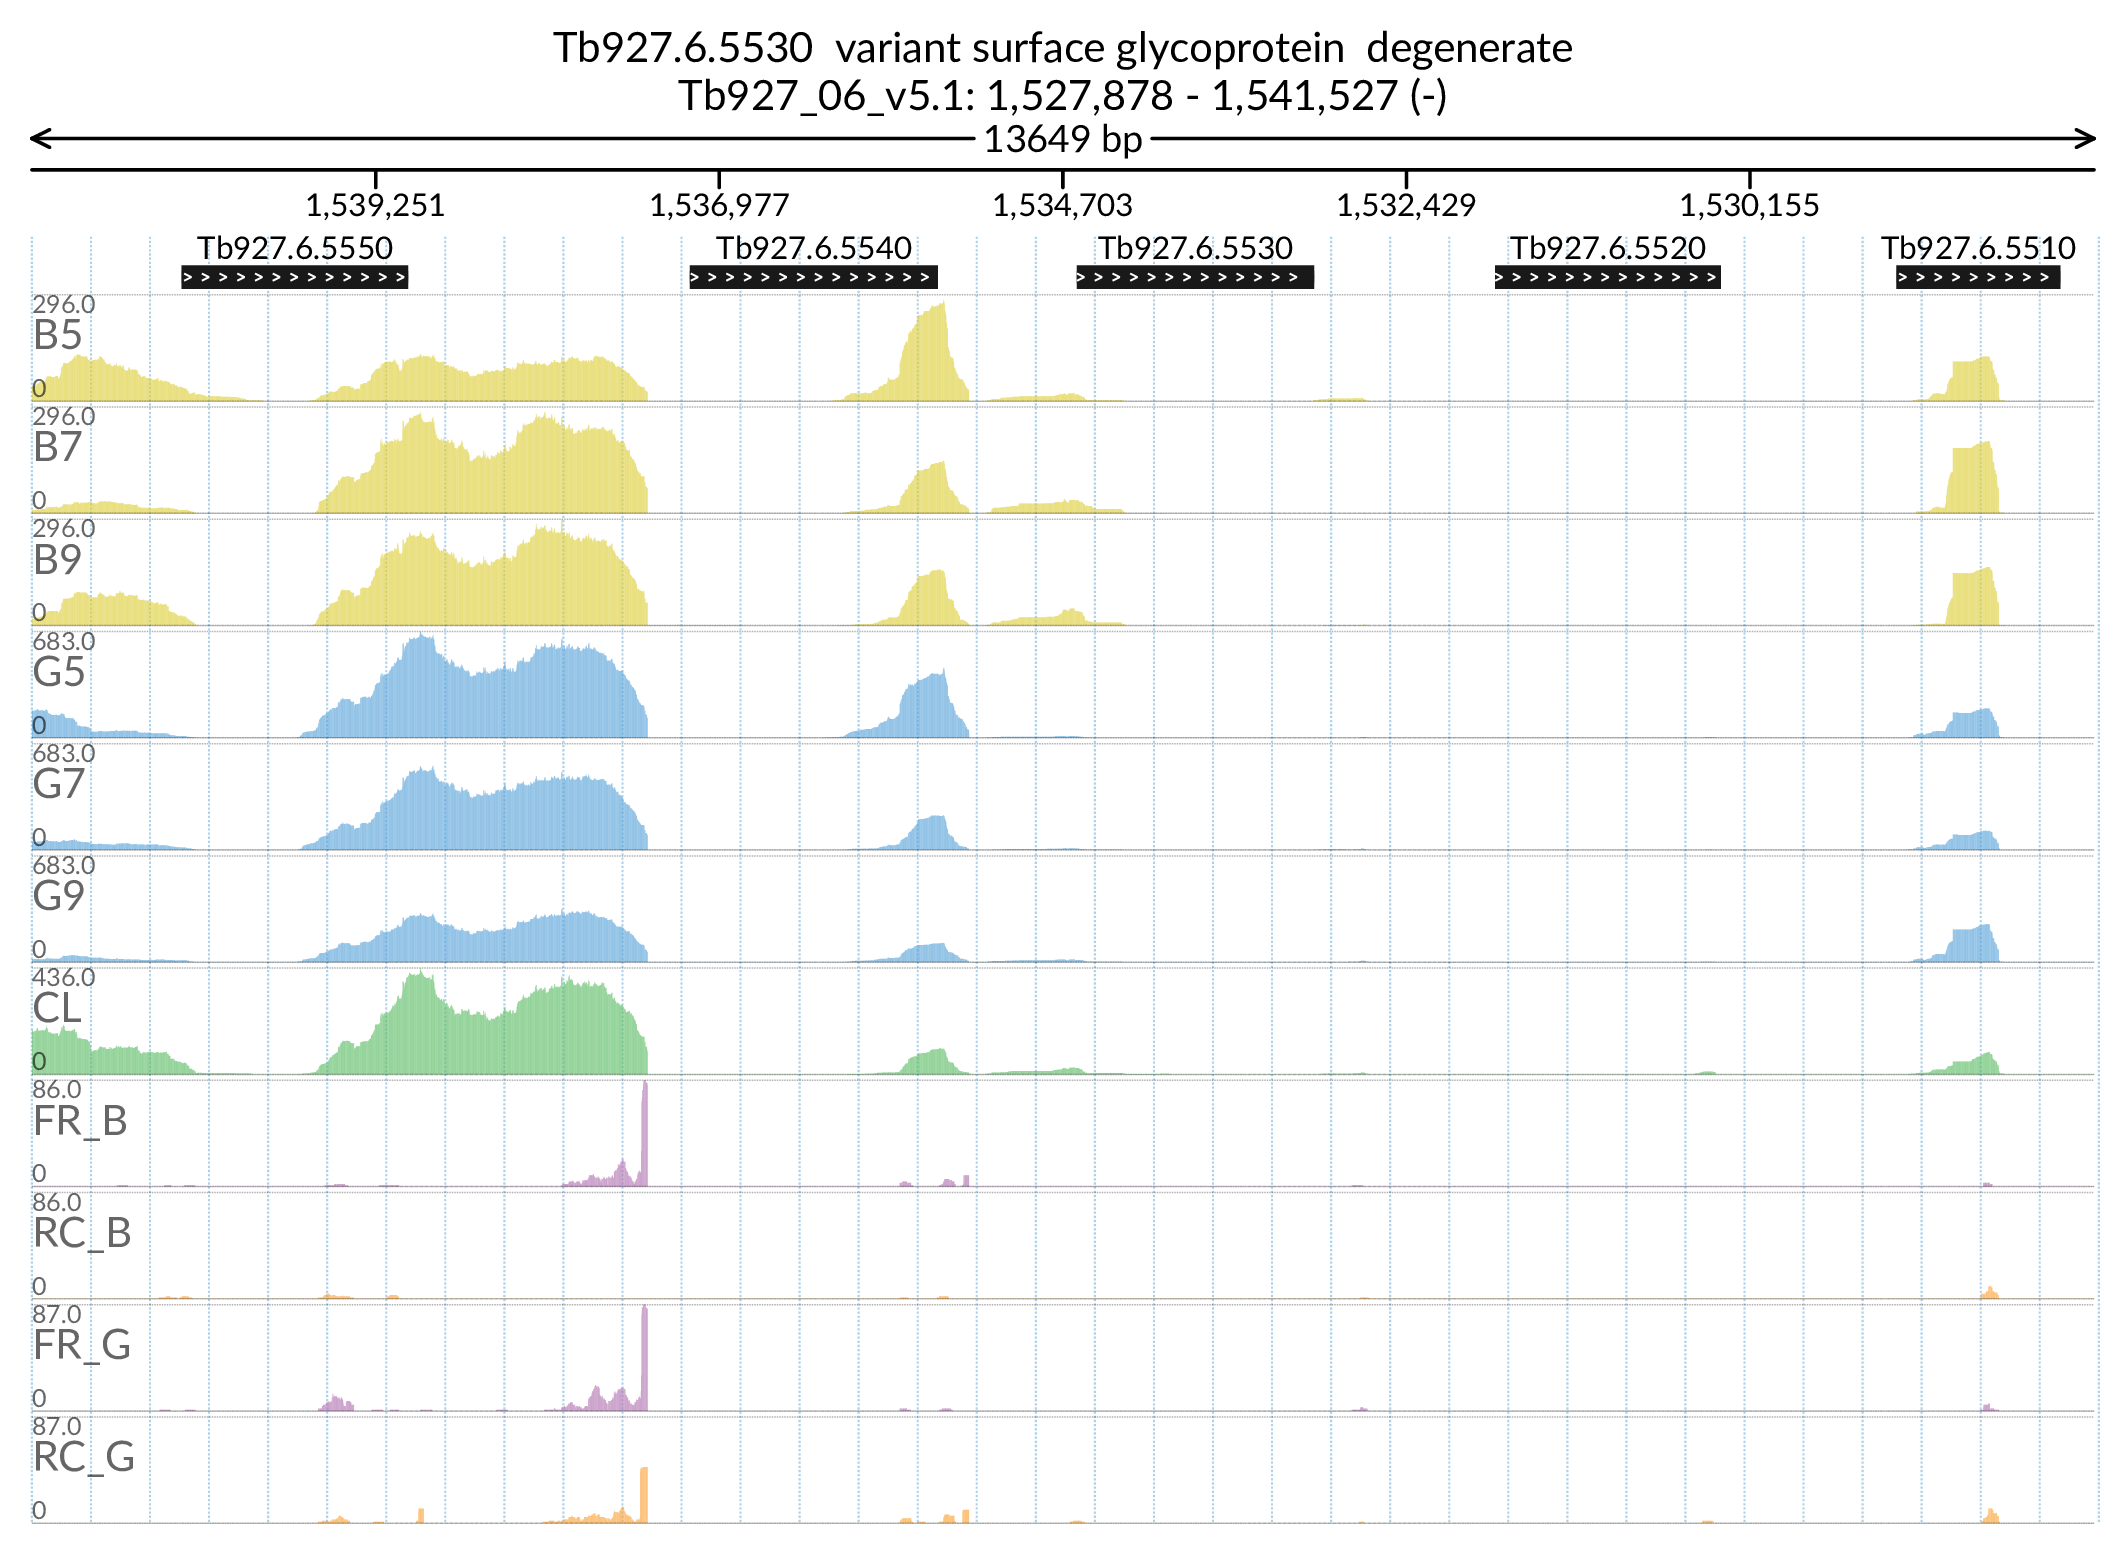 Tb927.6.5530 variant surface glycoprotein degenerate
Tb927_06_v5.1: 1,527,878 - 1,541,527 (-)
13649 bp
1,539,251 1,536,977 1,534,703 1,532,429 1,530,155
Tb927.6.5550 Tb927.6.5540 Tb927.6.5530 Tb927.6.5520 Tb927.6.5510
296.0
B5
0
296.0
B7
0
296.0
B9
0
683.0
G5
0
683.0
G7
0
683.0
G9
0
436.0
CL
0
86.0
FR_B
0
86.0
RC_B
0
87.0
FR_G
0
87.0
RC_G
0